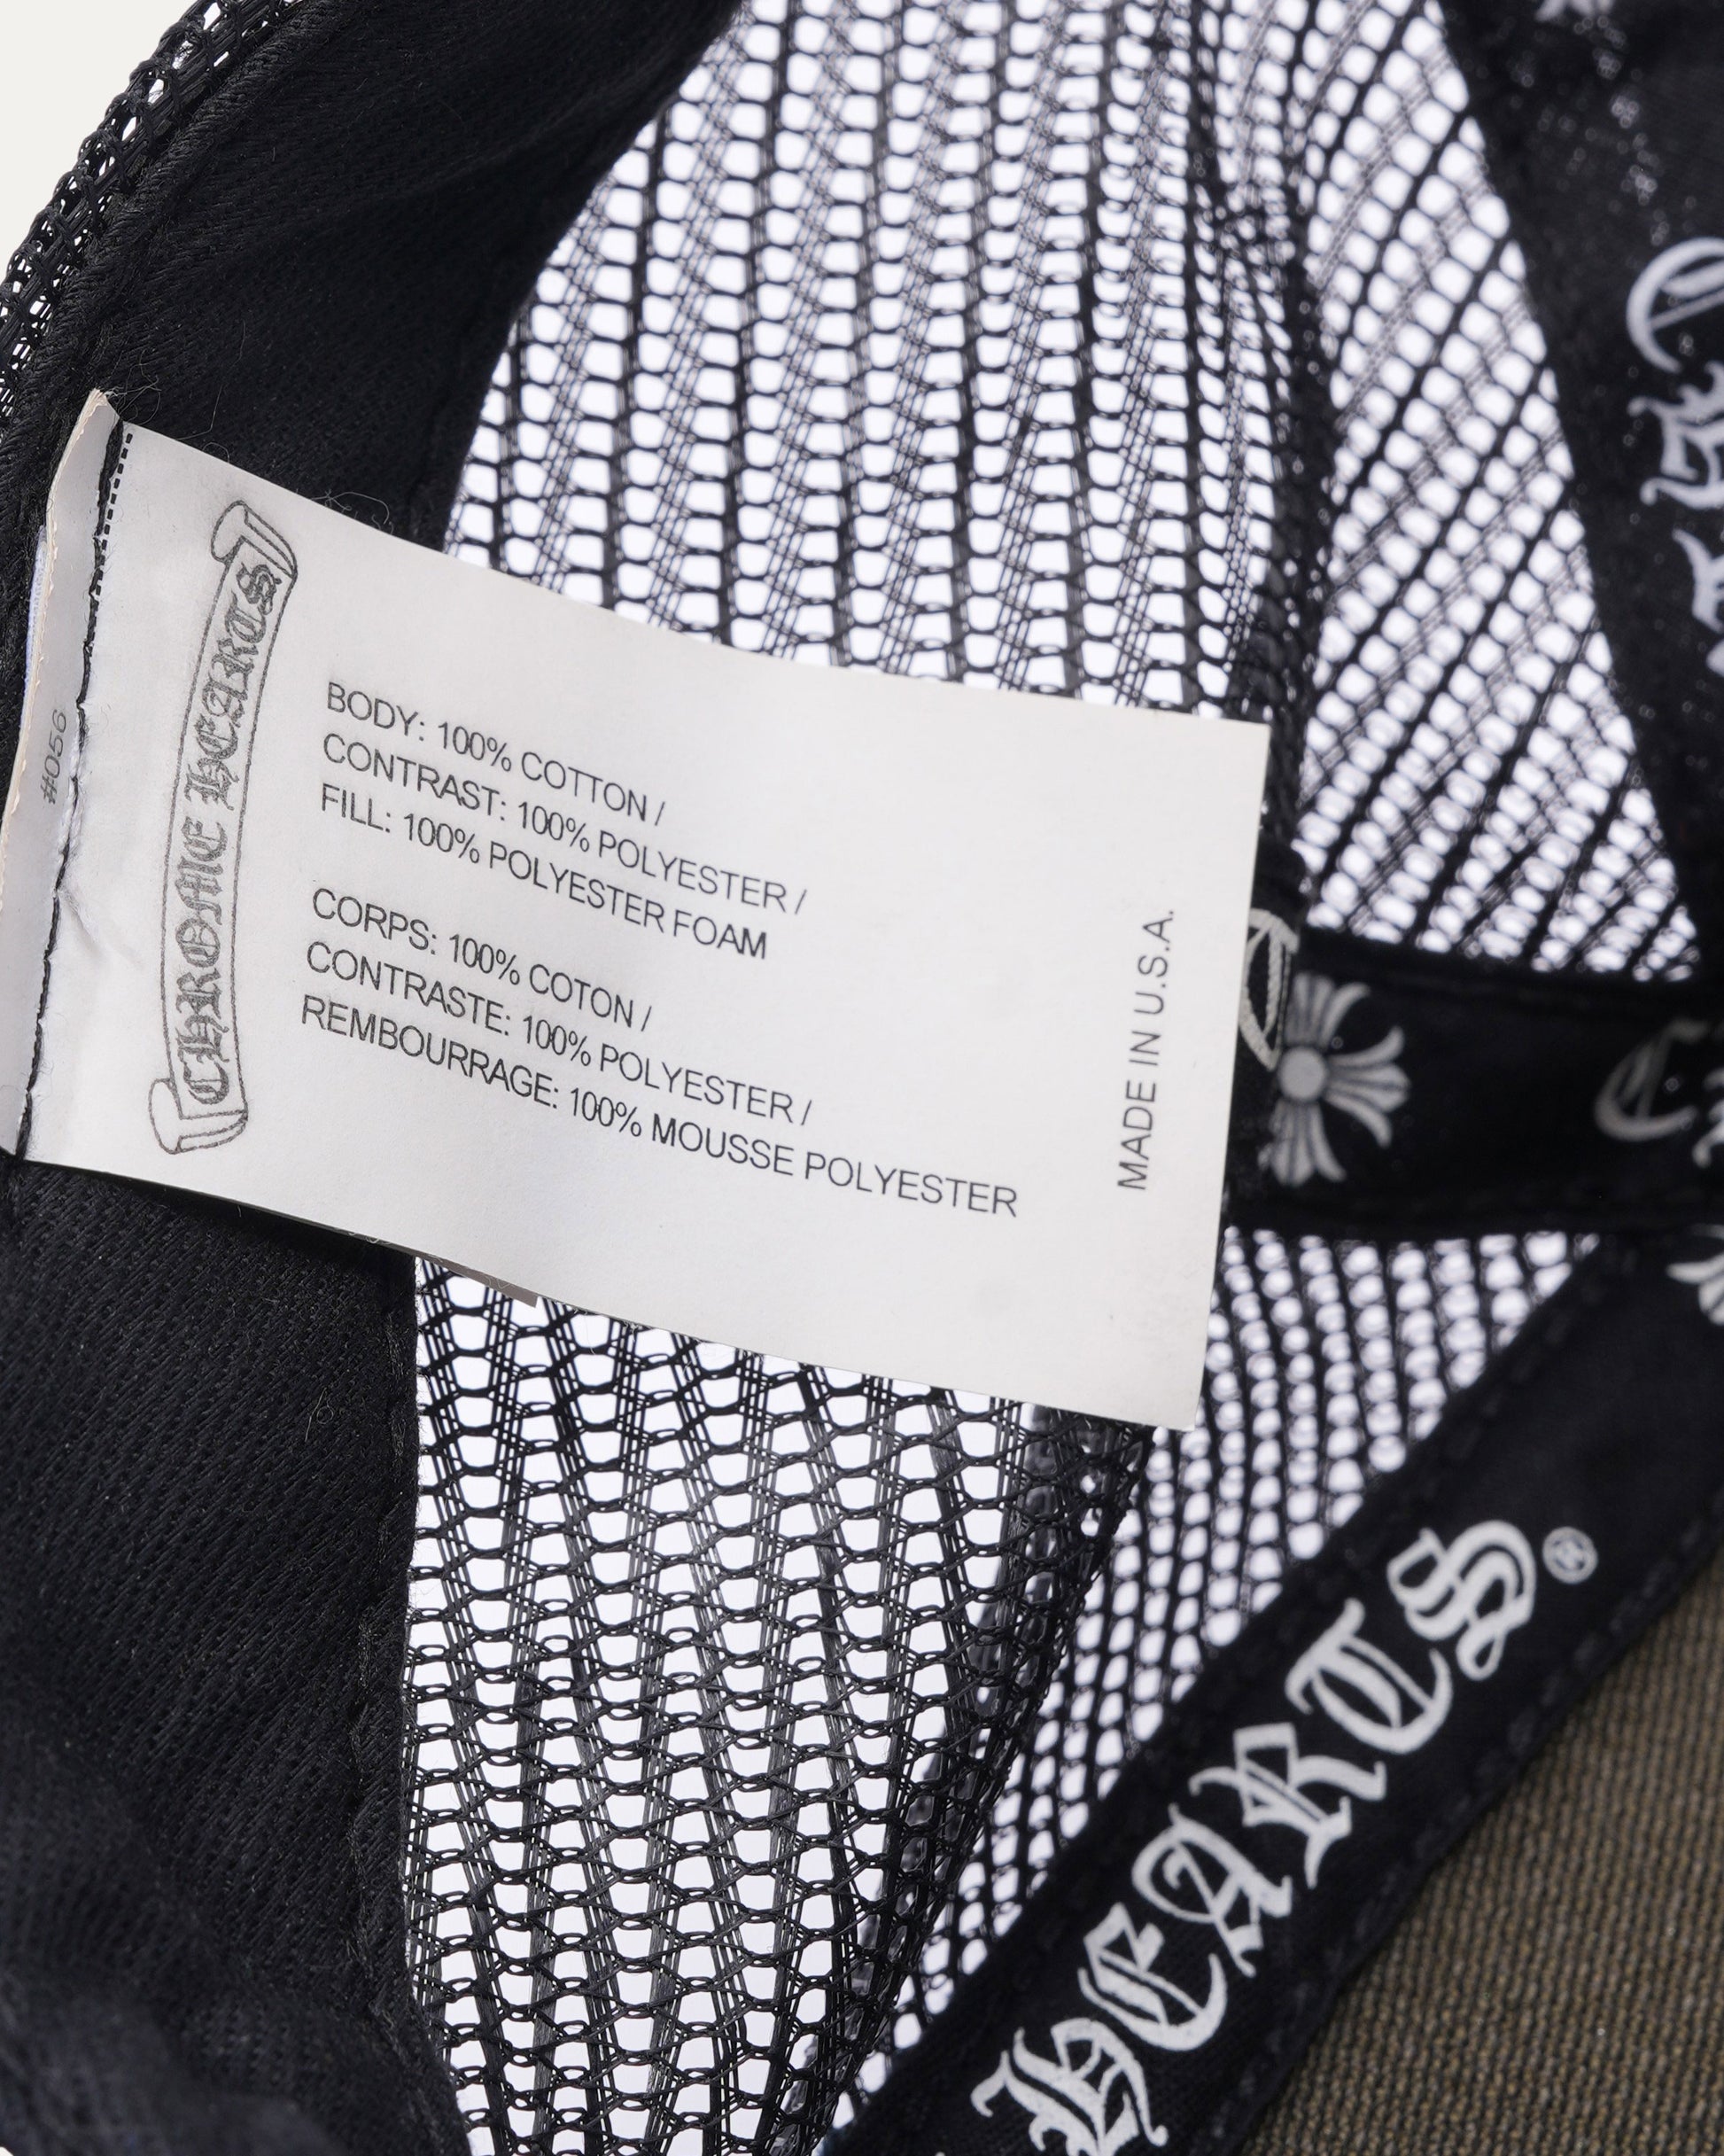 #056
CHROME HEARTS
BODY: 100% COTTON /
CONTRAST: 100% POLYESTER /
FILL: 100% POLYESTER FOAM
CORPS: 100% COTON /
CONTRASTE: 100% POLYESTER /
REMBOURRAGE: 100% MOUSSE POLYESTER
MADE IN U.S.A.
HEARTS®